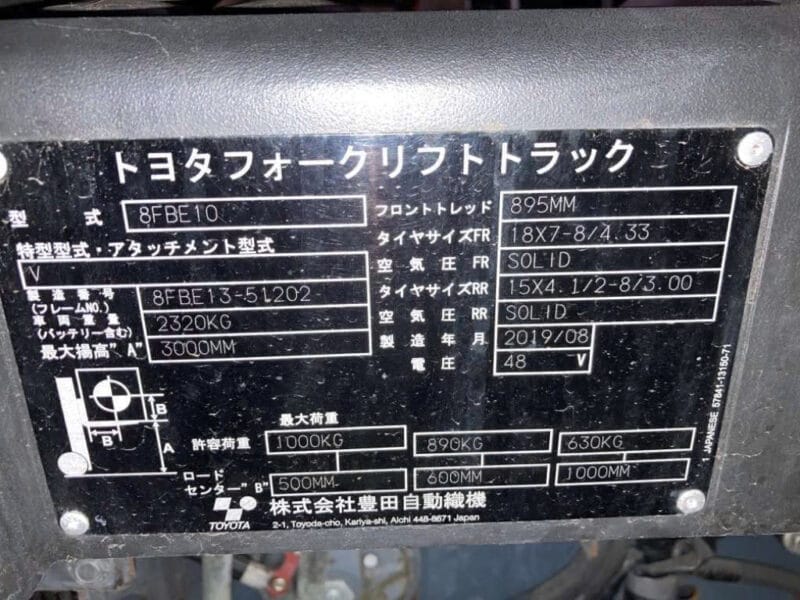 トヨタフォークリフトトラック
型 式 8FBE10
特型型式・アタッチメント型式
V
製造番号 (フレームNO.) 8FBE13-51202
車両重量 (バッテリー含む) 2320KG
最大揚高"A" 3000MM
フロントトレッド 895MM
タイヤサイズFR 18X7-8/4.33
空気圧 FR SOLID
タイヤサイズRR 15X4.1/2-8/3.00
空気圧 RR SOLID
製造年月 2019/08
電圧 48 V
B
B
A
最大荷重
許容荷重 1000KG 890KG 630KG
ロードセンター"B" 500MM 600MM 1000MM
TOYOTA
株式会社豊田自動織機
2-1, Toyoda-cho, Kariya-shi, Aichi 448-8671 Japan
1 JAPANESE 57841-13150-71